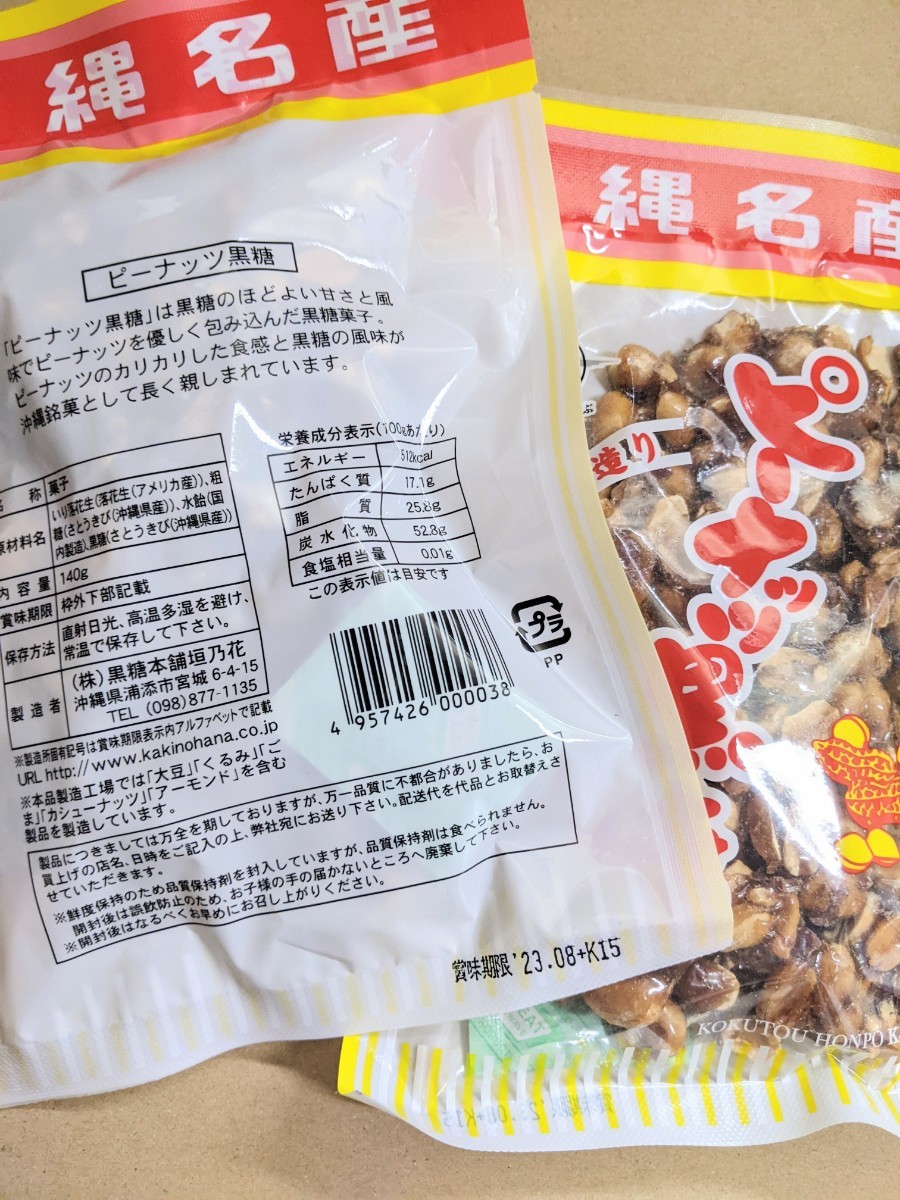 縄名産
縄名産
ピーナッツ黒糖
「ピーナッツ黒糖」は黒糖のほどよい甘さと風
味でピーナッツを優しく包み込んだ黒糖菓子。
ピーナッツのカリカリした食感と黒糖の風味が
沖縄銘菓として長く親しまれています。
称 菓子
原材料名 いり落花生(落花生(アメリカ産))、粗
糖(さとうきび(沖縄県産))、水飴(国
内製造)、黒糖(さとうきび(沖縄県産))
内容量 140g
賞味期限 枠外下部記載
保存方法 直射日光、高温多湿を避け、
常温で保存して下さい。
製造者 (株)黒糖本舗垣乃花
沖縄県浦添市宮城6-4-15
TEL (098)877-1135
※製造所固有記号は賞味期限表示内アルファベットで記載
URL http://www.kakinohana.co.jp
※本品製造工場では「大豆」「くるみ」「ご
ま」「カシューナッツ」「アーモンド」を含む
製品を製造しています。
栄養成分表示(100gあたり)
エネルギー 512kcal
たんぱく質 17.1g
脂質 25.8g
炭水化物 52.8g
食塩相当量 0.01g
この表示値は目安です
プラ
PP
4 957426 000038
製品につきましては万全を期しておりますが、万一品質に不都合がありましたら、お
買上げの店名、日時をご記入の上、弊社宛にお送り下さい。配送代を代品とお取替えさ
せていただきます。
※鮮度保持のため品質保持剤を封入していますが、品質保持剤は食べられません。
開封後は誤飲防止のため、お子様の手の届かないところへ廃棄して下さい。
※開封後はなるべくお早めにお召し上がりください。
賞味期限'23.08+K15
造り
ピーナッツ黒
KOKUTOU HONPO K